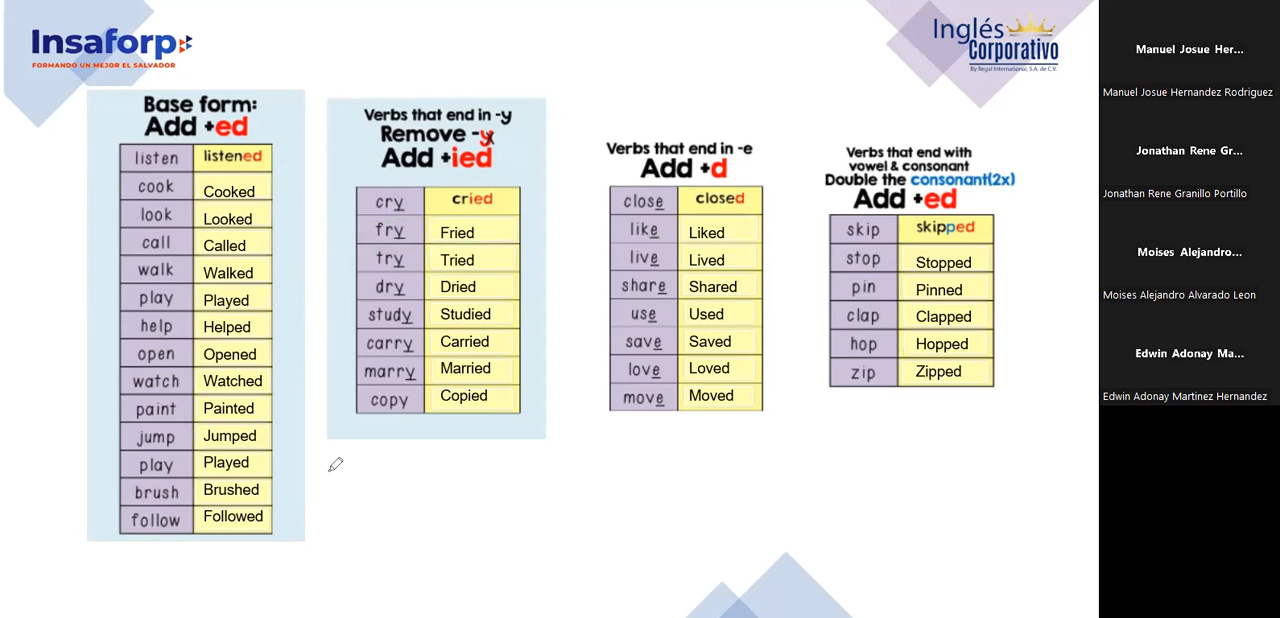 Insaforp
FORMANDO UN MEJOR EL SALVADOR
Inglés
Corporativo
By Regal International, S.A. de C.V.
Base form:
Add +ed
listen listened
cook Cooked
look Looked
call Called
walk Walked
play Played
help Helped
open Opened
watch Watched
paint Painted
jump Jumped
play Played
brush Brushed
follow Followed
Verbs that end in -y
Remove -y
Add +ied
cry cried
fry Fried
try Tried
dry Dried
study Studied
carry Carried
marry Married
copy Copied
Verbs that end in -e
Add +d
close closed
like Liked
live Lived
share Shared
use Used
save Saved
love Loved
move Moved
Verbs that end with
vowel & consonant
Double the consonant(2x)
Add +ed
skip skipped
stop Stopped
pin Pinned
clap Clapped
hop Hopped
zip Zipped
Manuel Josue Her...
Manuel Josue Hernandez Rodriguez
Jonathan Rene Gr...
Jonathan Rene Granillo Portillo
Moises Alejandro...
Moises Alejandro Alvarado Leon
Edwin Adonay Ma...
Edwin Adonay Martinez Hernandez